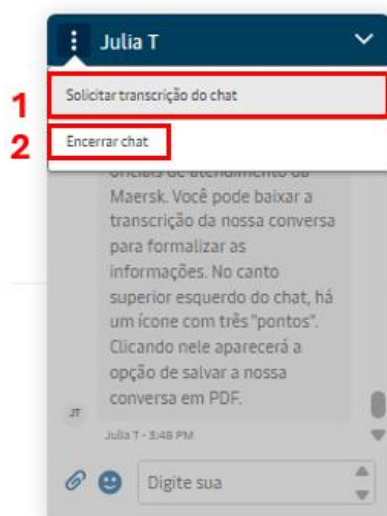 Julia T
1 Solicitar transcrição do chat
2 Encerrar chat
oficiais de atendimento da
Maersk. Você pode baixar a
transcrição da nossa conversa
para formalizar as
informações. No canto
superior esquerdo do chat, há
um ícone com três "pontos".
Clicando nele aparecerá a
opção de salvar a nossa
conversa em PDF.
JT
Julia T - 3:48 PM
Digite sua